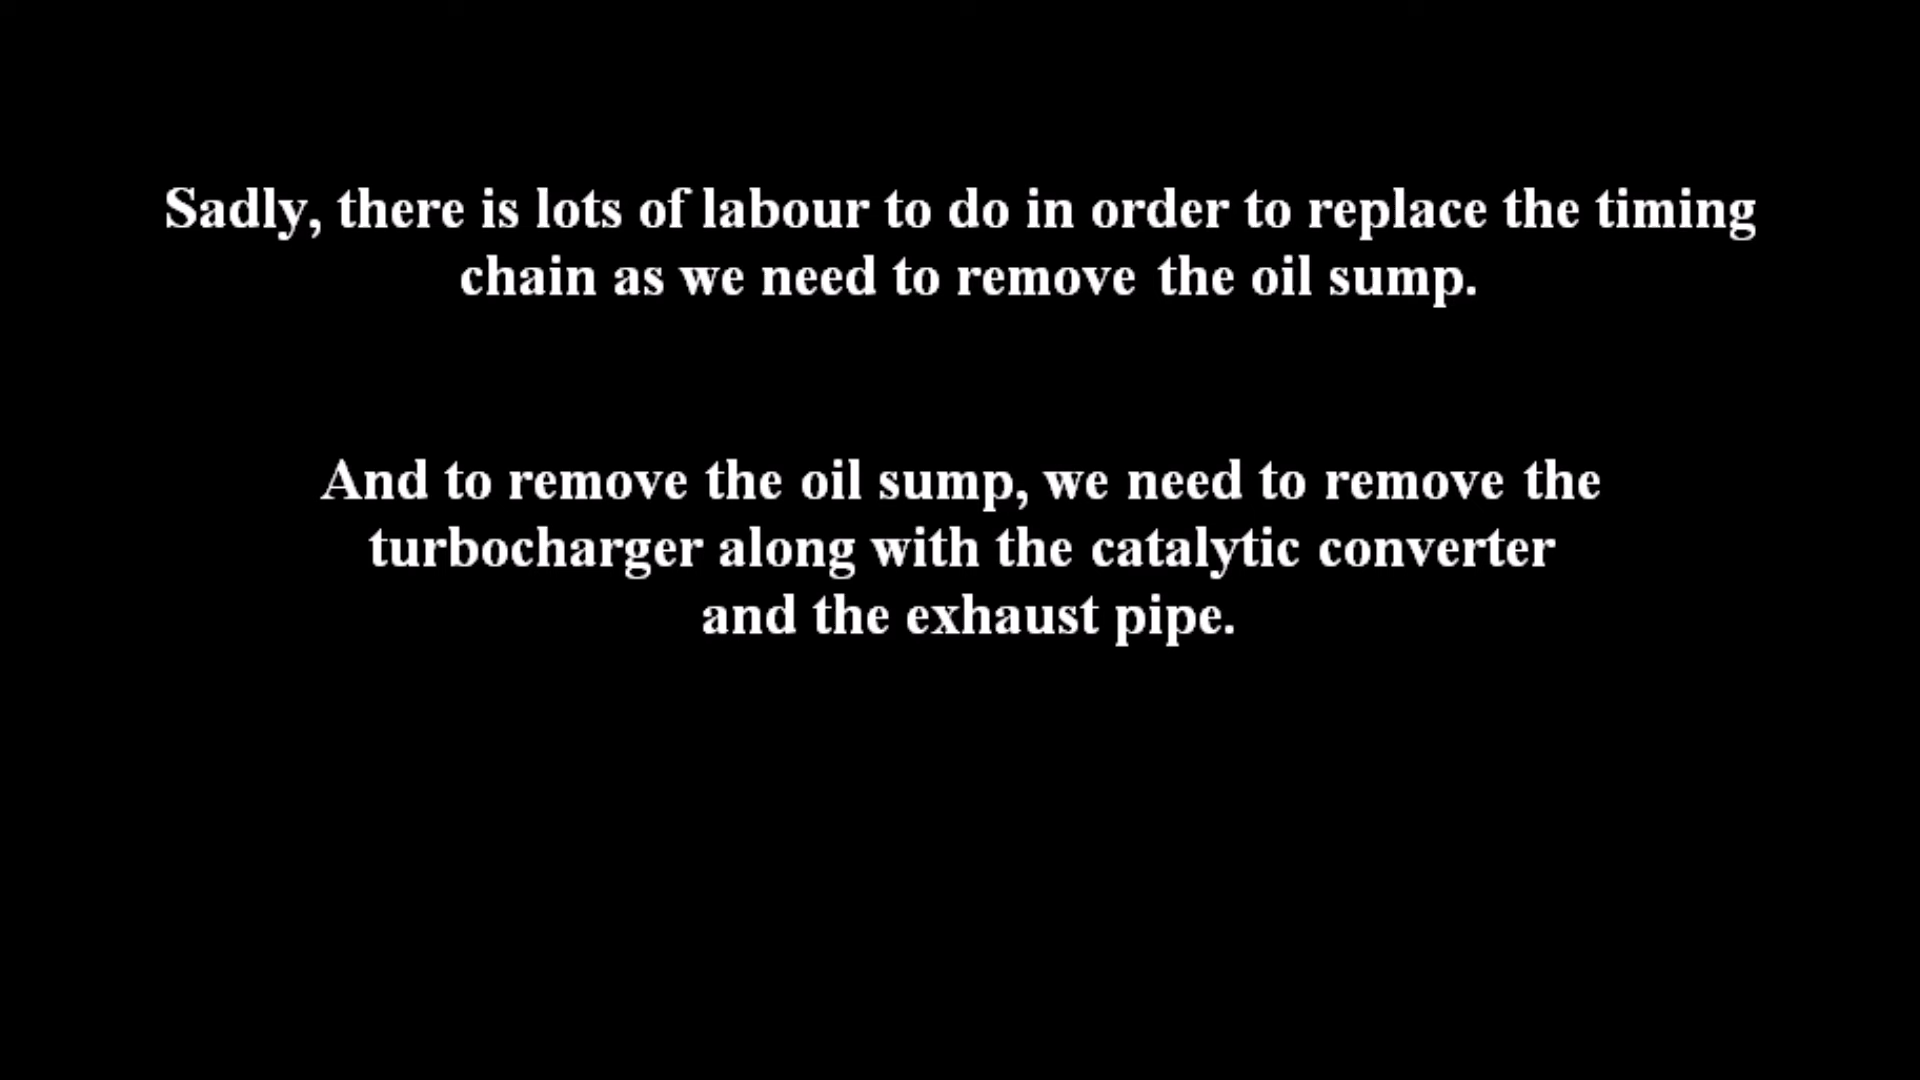 Sadly, there is lots of labour to do in order to replace the timing
chain as we need to remove the oil sump.
And to remove the oil sump, we need to remove the
turbocharger along with the catalytic converter
and the exhaust pipe.